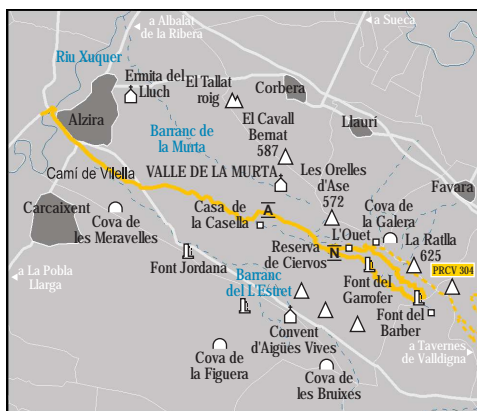 a Albalat
de la Ribera
a Sueca
Riu Xuquer
Ermita del
Lluch
El Tallat
roig
Corbera
Alzira
El Cavall
Bernat
587
Llaurí
Barranc de
la Murta
Camí de Vilella
VALLE DE LA MURTA
Les Orelles
d'Ase
572
Favara
Carcaixent
Cova de
les Meravelles
Casa de
la Casella
A
Cova de
la Galera
L'Ouet
La Ratlla
625
Reserva
de Ciervos
N
PRCV 304
a La Pobla
Llarga
Font Jordana
Barranc
del L'Estret
Font del
Garrofer
Font del
Barber
Convent
d'Aigües Vives
a Tavernes
de Valldigna
Cova de
la Figuera
Cova de
les Bruixes